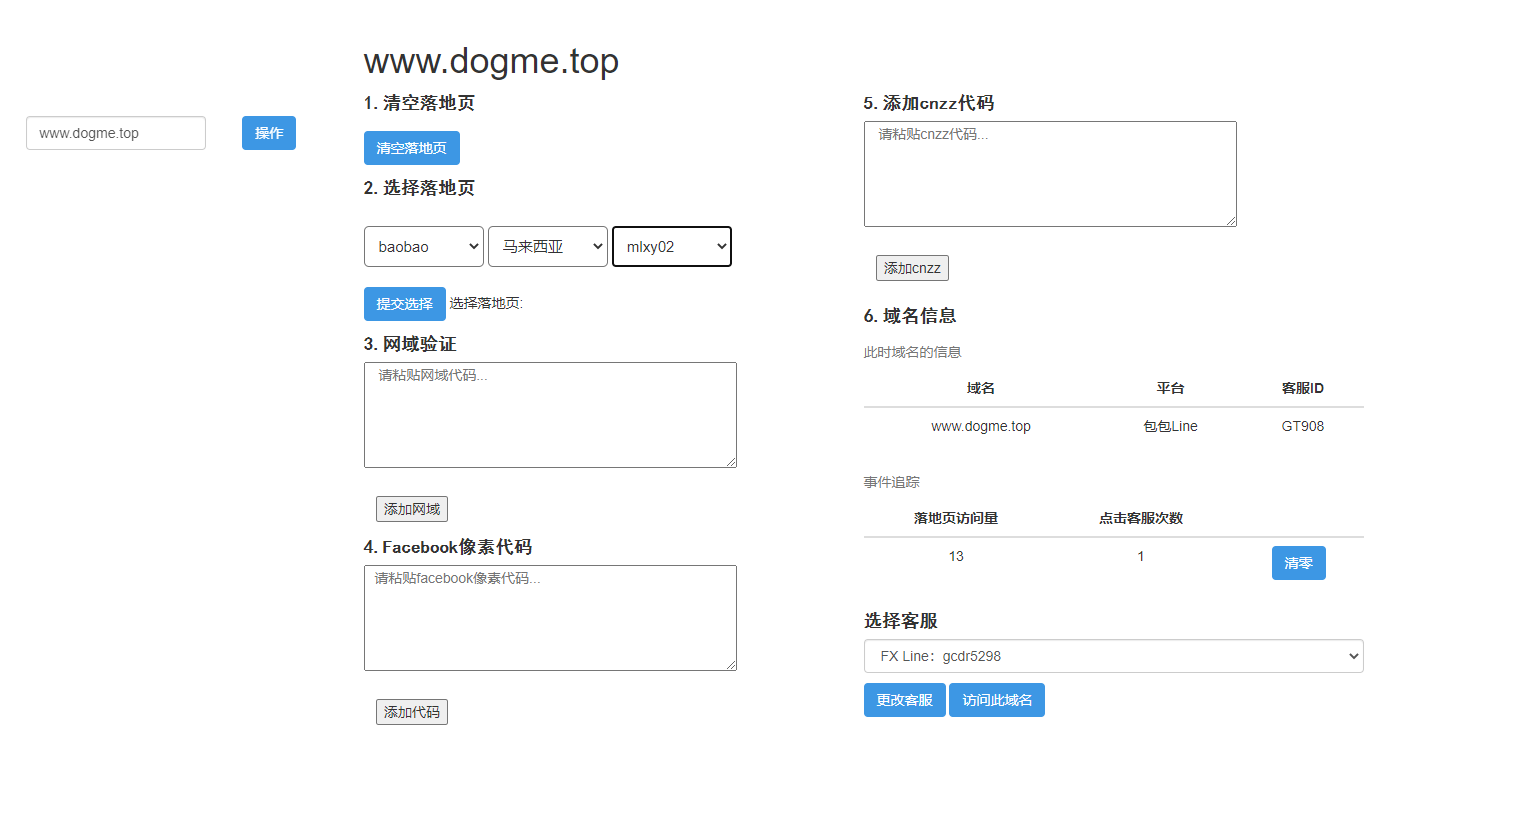 www.dogme.top
操作
www.dogme.top
1. 清空落地页
清空落地页
2. 选择落地页
baobao
马来西亚
mlxy02
提交选择 选择落地页:
3. 网域验证
请粘贴网域代码...
添加网域
4. Facebook像素代码
请粘贴facebook像素代码...
添加代码
5. 添加cnzz代码
请粘贴cnzz代码...
添加cnzz
6. 域名信息
此时域名的信息
域名 平台 客服ID
www.dogme.top 包包Line GT908
事件追踪
落地页访问量 点击客服次数
13 1 清零
选择客服
FX Line：gcdr5298
更改客服 访问此域名